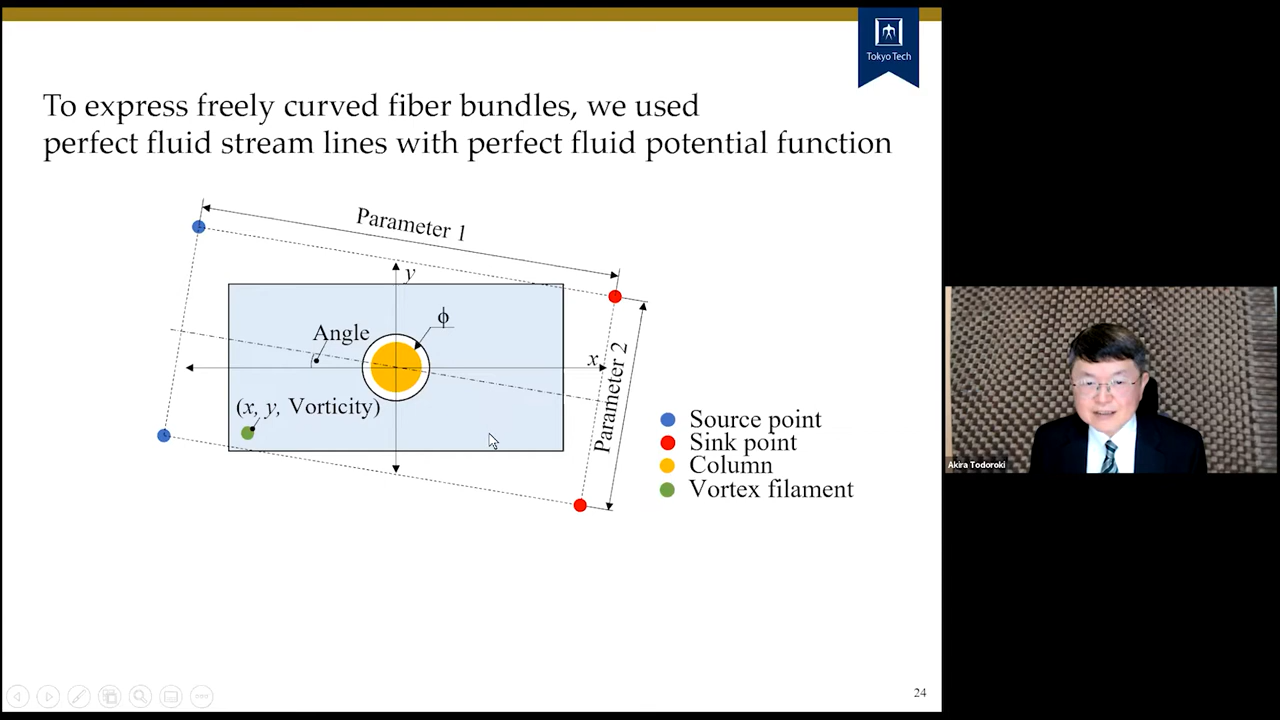 Tokyo Tech
To express freely curved fiber bundles, we used
perfect fluid stream lines with perfect fluid potential function
Parameter 1
y
ϕ
Angle
x
Parameter 2
(x, y, Vorticity)
Source point
Sink point
Column
Vortex filament
Akira Todoroki
24